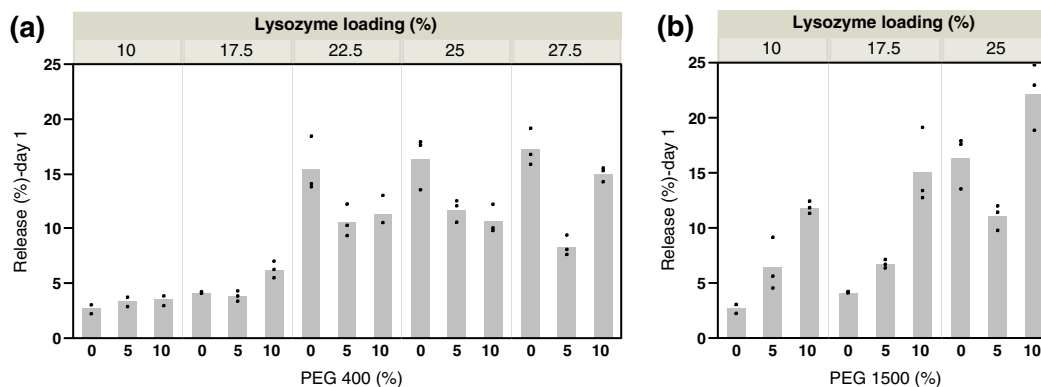 (a)
Lysozyme loading (%)
10 17.5 22.5 25 27.5
Release (%)-day 1
25
20
15
10
5
0
0 5 10 0 5 10 0 5 10 0 5 10 0 5 10
PEG 400 (%)
(b)
Lysozyme loading (%)
10 17.5 25
Release (%)-day 1
25
20
15
10
5
0
0 5 10 0 5 10 0 5 10
PEG 1500 (%)